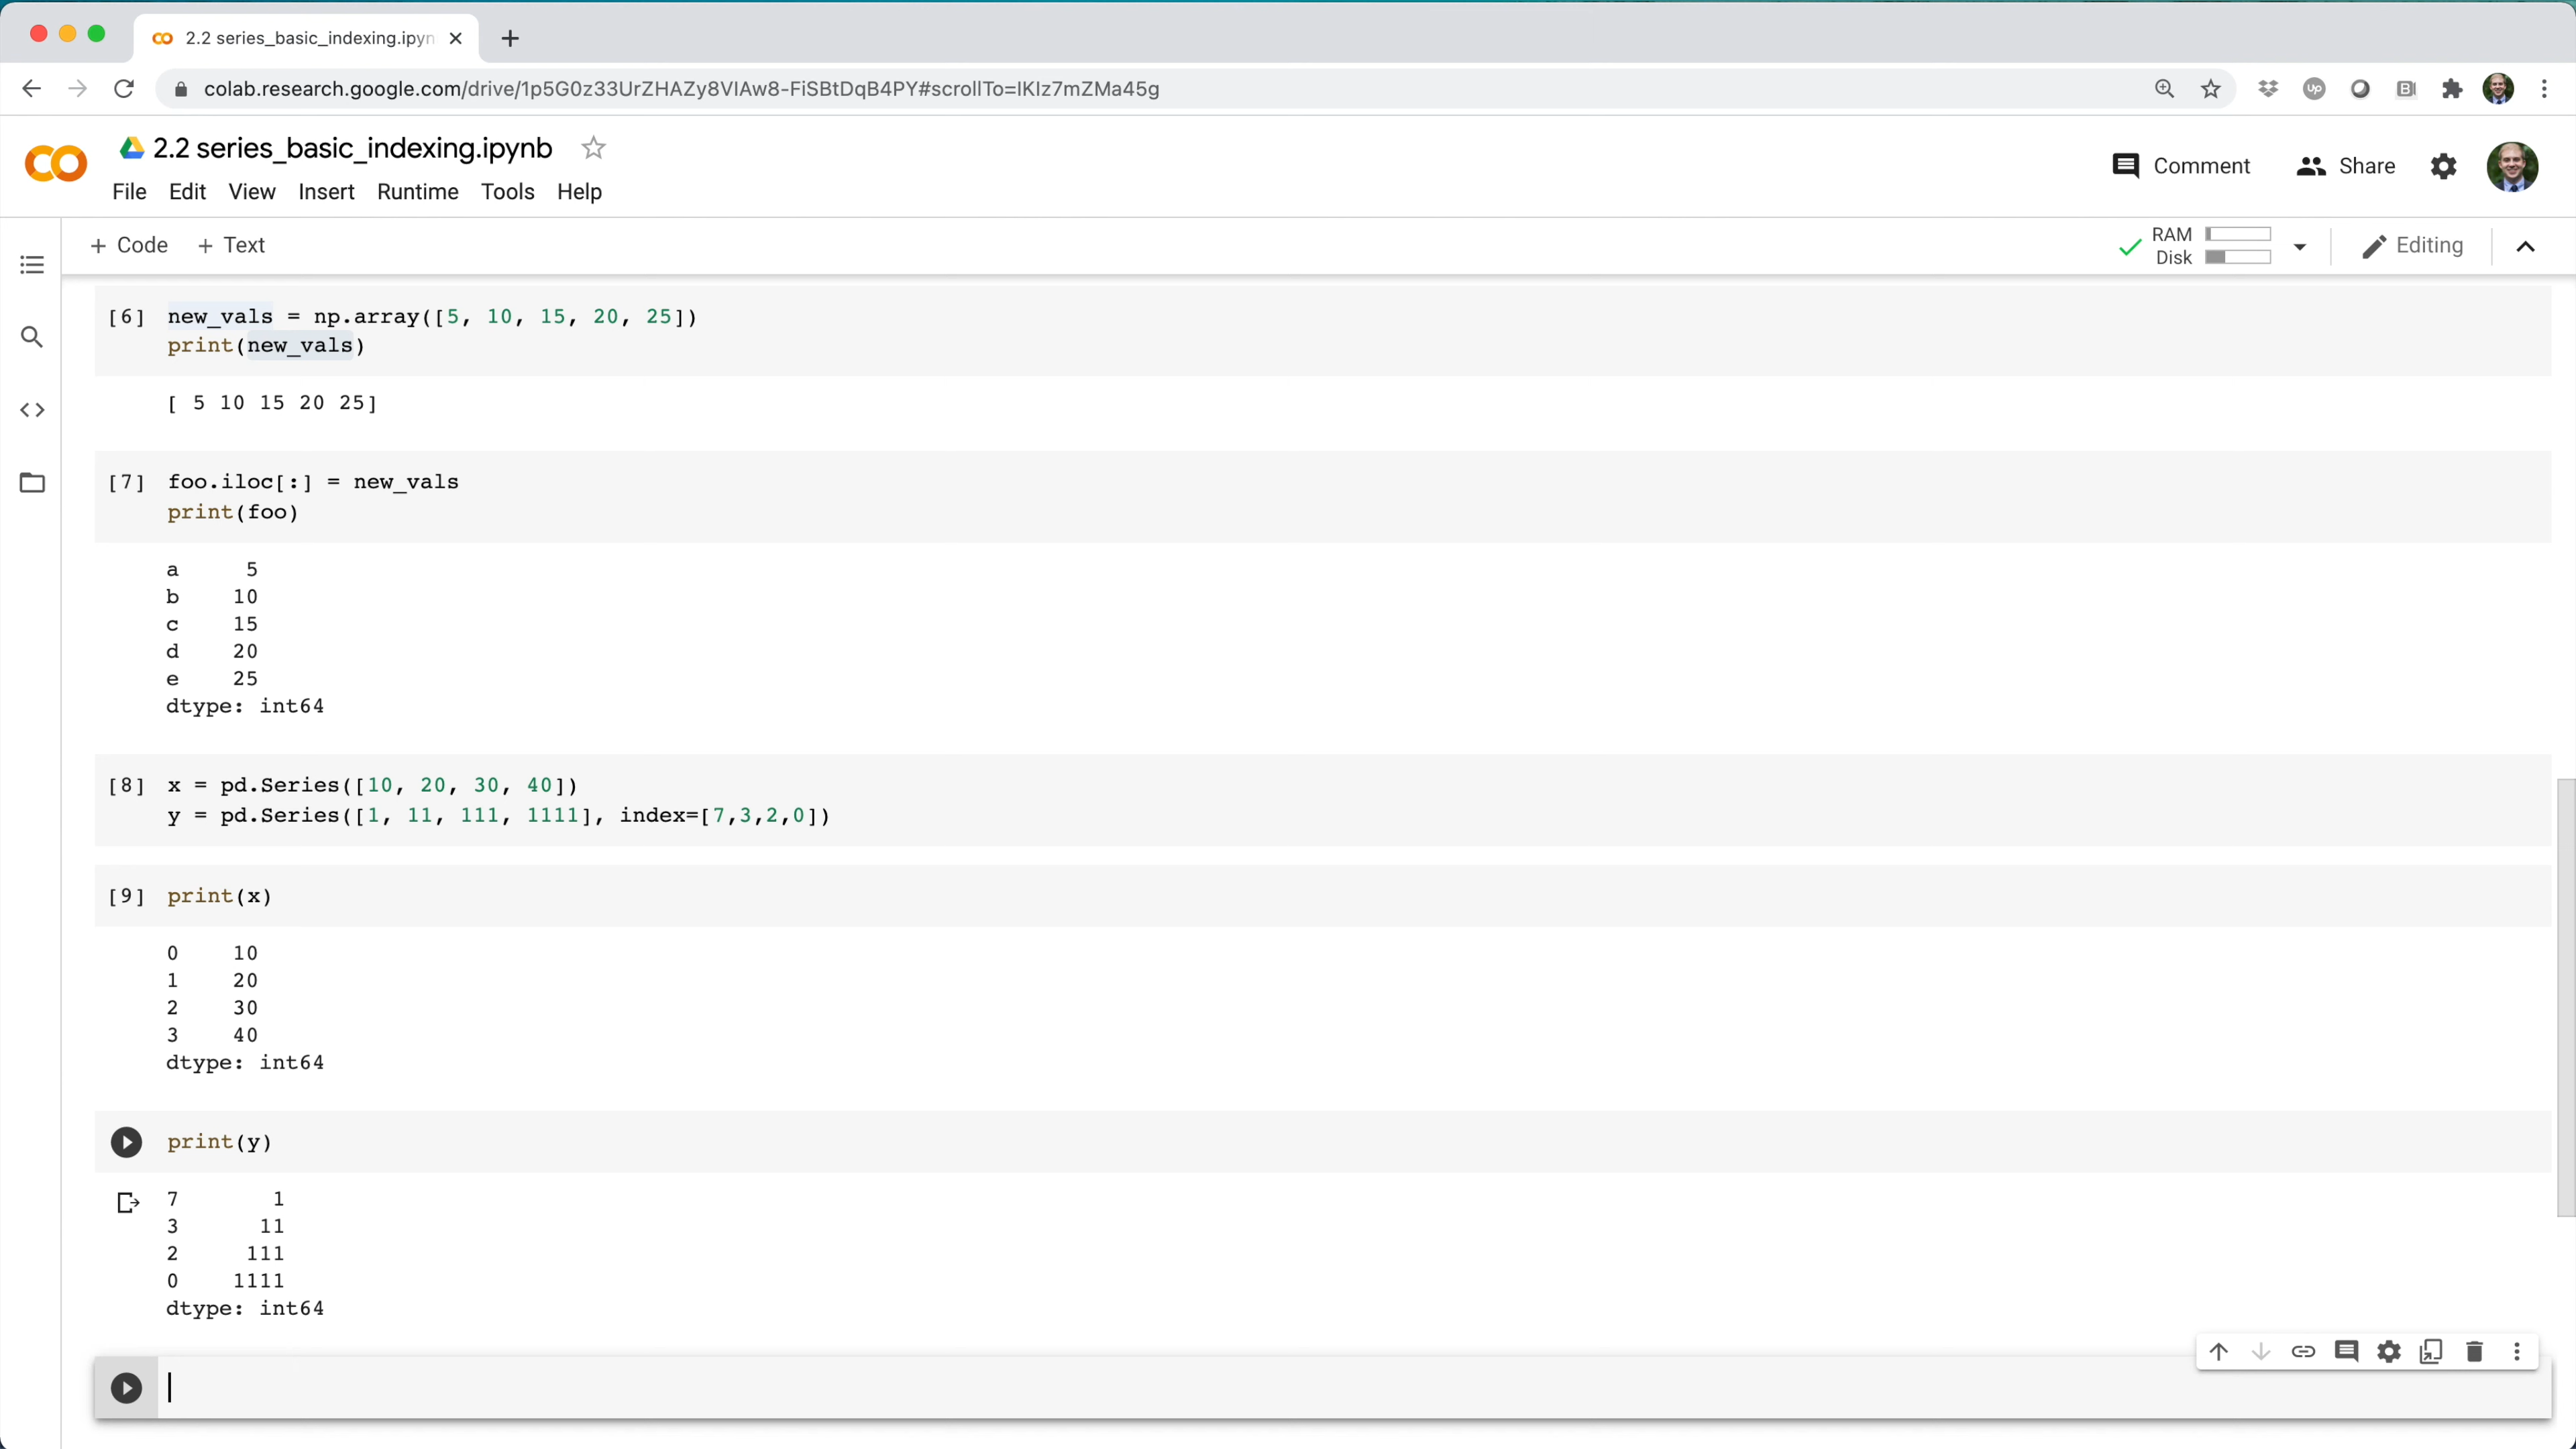 2.2 series_basic_indexing.ipyn
colab.research.google.com/drive/1p5G0z33UrZHAZy8VIAw8-FiSBtDqB4PY#scrollTo=IKIz7mZMa45g
2.2 series_basic_indexing.ipynb
Comment Share
File Edit View Insert Runtime Tools Help
+ Code + Text
RAM
Disk
Editing
[6] new_vals = np.array([5, 10, 15, 20, 25])
print(new_vals)
[ 5 10 15 20 25]
[7] foo.iloc[:] = new_vals
print(foo)
a 5
b 10
c 15
d 20
e 25
dtype: int64
[8] x = pd.Series([10, 20, 30, 40])
y = pd.Series([1, 11, 111, 1111], index=[7,3,2,0])
[9] print(x)
0 10
1 20
2 30
3 40
dtype: int64
print(y)
7 1
3 11
2 111
0 1111
dtype: int64